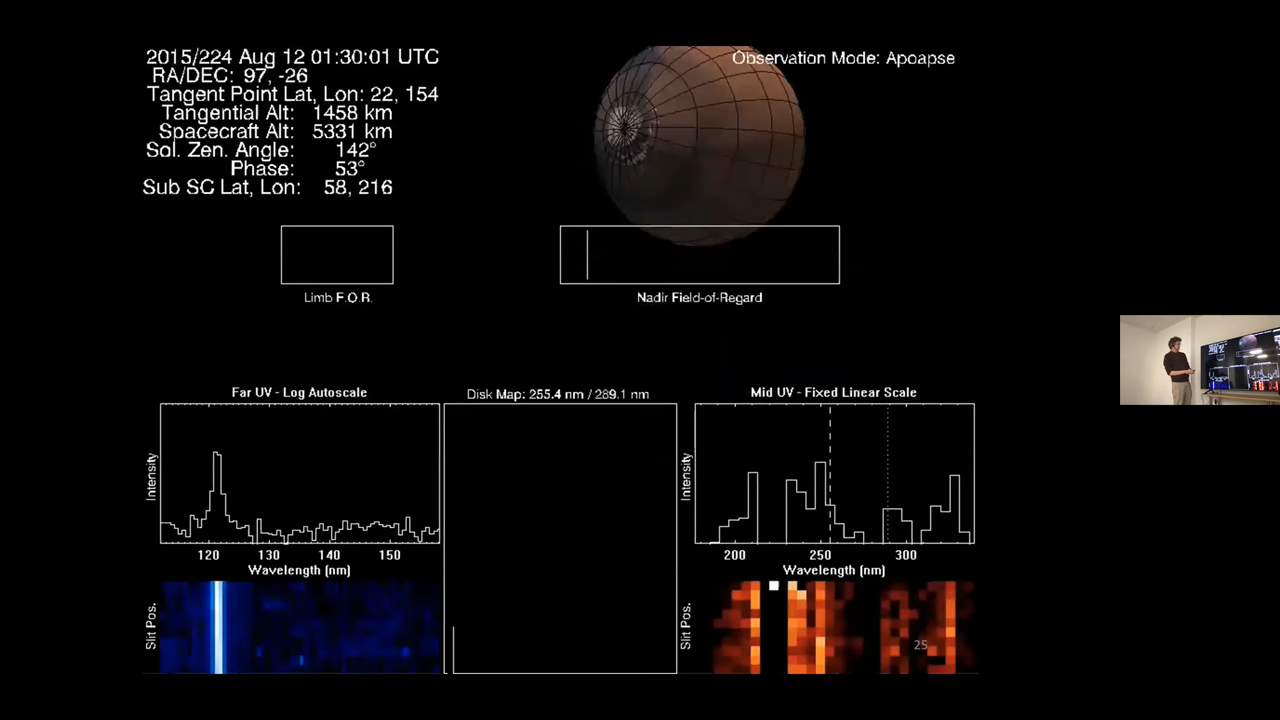 2015/224 Aug 12 01:30:01 UTC
RA/DEC: 97, -26
Tangent Point Lat, Lon: 22, 154
Tangential Alt: 1458 km
Spacecraft Alt: 5331 km
Sol. Zen. Angle: 142°
Phase: 53°
Sub SC Lat, Lon: 58, 216
Observation Mode: Apoapse
Limb F.O.R.
Nadir Field-of-Regard
Far UV - Log Autoscale
Intensity
120 130 140 150
Wavelength (nm)
Slit Pos.
Disk Map: 255.4 nm / 289.1 nm
Mid UV - Fixed Linear Scale
Intensity
200 250 300
Wavelength (nm)
Slit Pos.
25